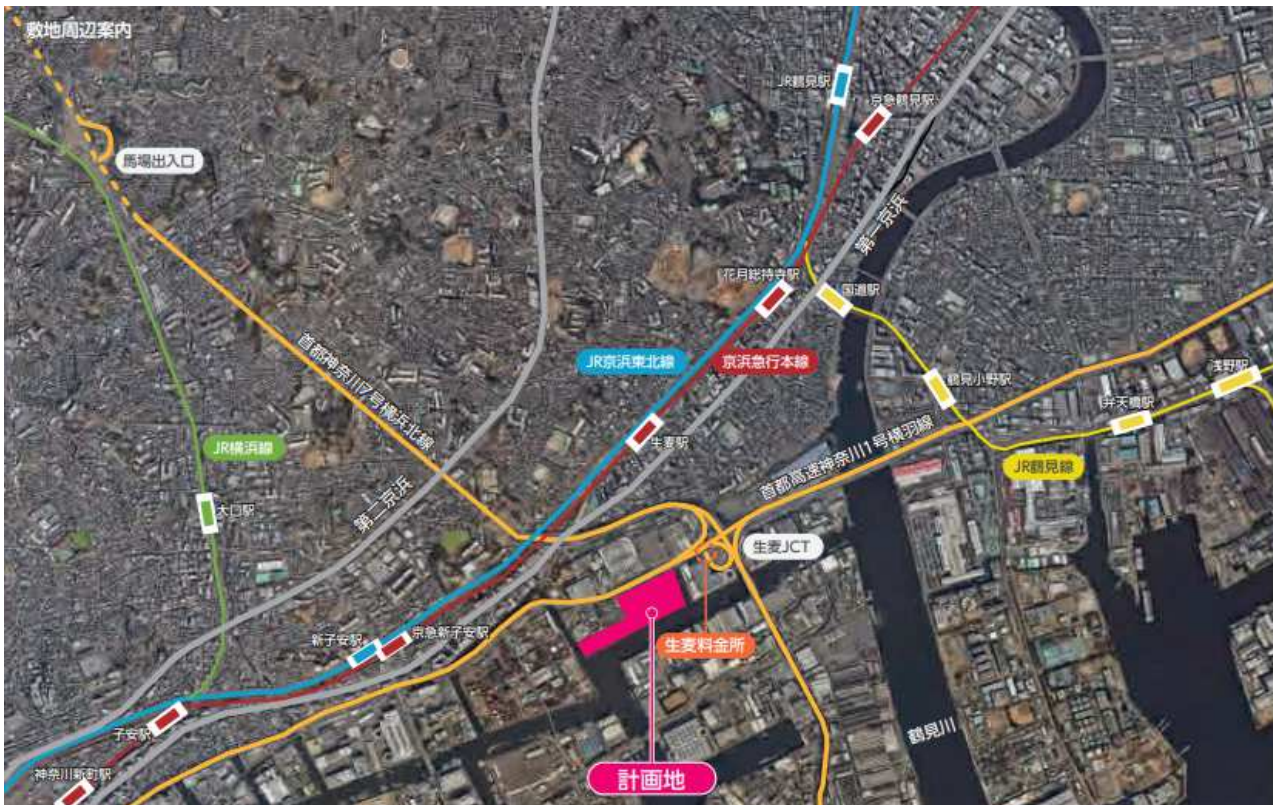 敷地周辺案内
JR鶴見駅
京急鶴見駅
馬場出入口
第一京浜
花月総持寺駅
国道駅
首都神奈川7号横浜北線
JR京浜東北線
京浜急行本線
鶴見小野駅
浅野駅
弁天橋駅
生麦駅
JR横浜線
首都高速神奈川1号横羽線
JR鶴見線
大口駅
第二京浜
生麦JCT
新子安駅
京急新子安駅
生麦料金所
子安駅
鶴見川
神奈川新町駅
計画地